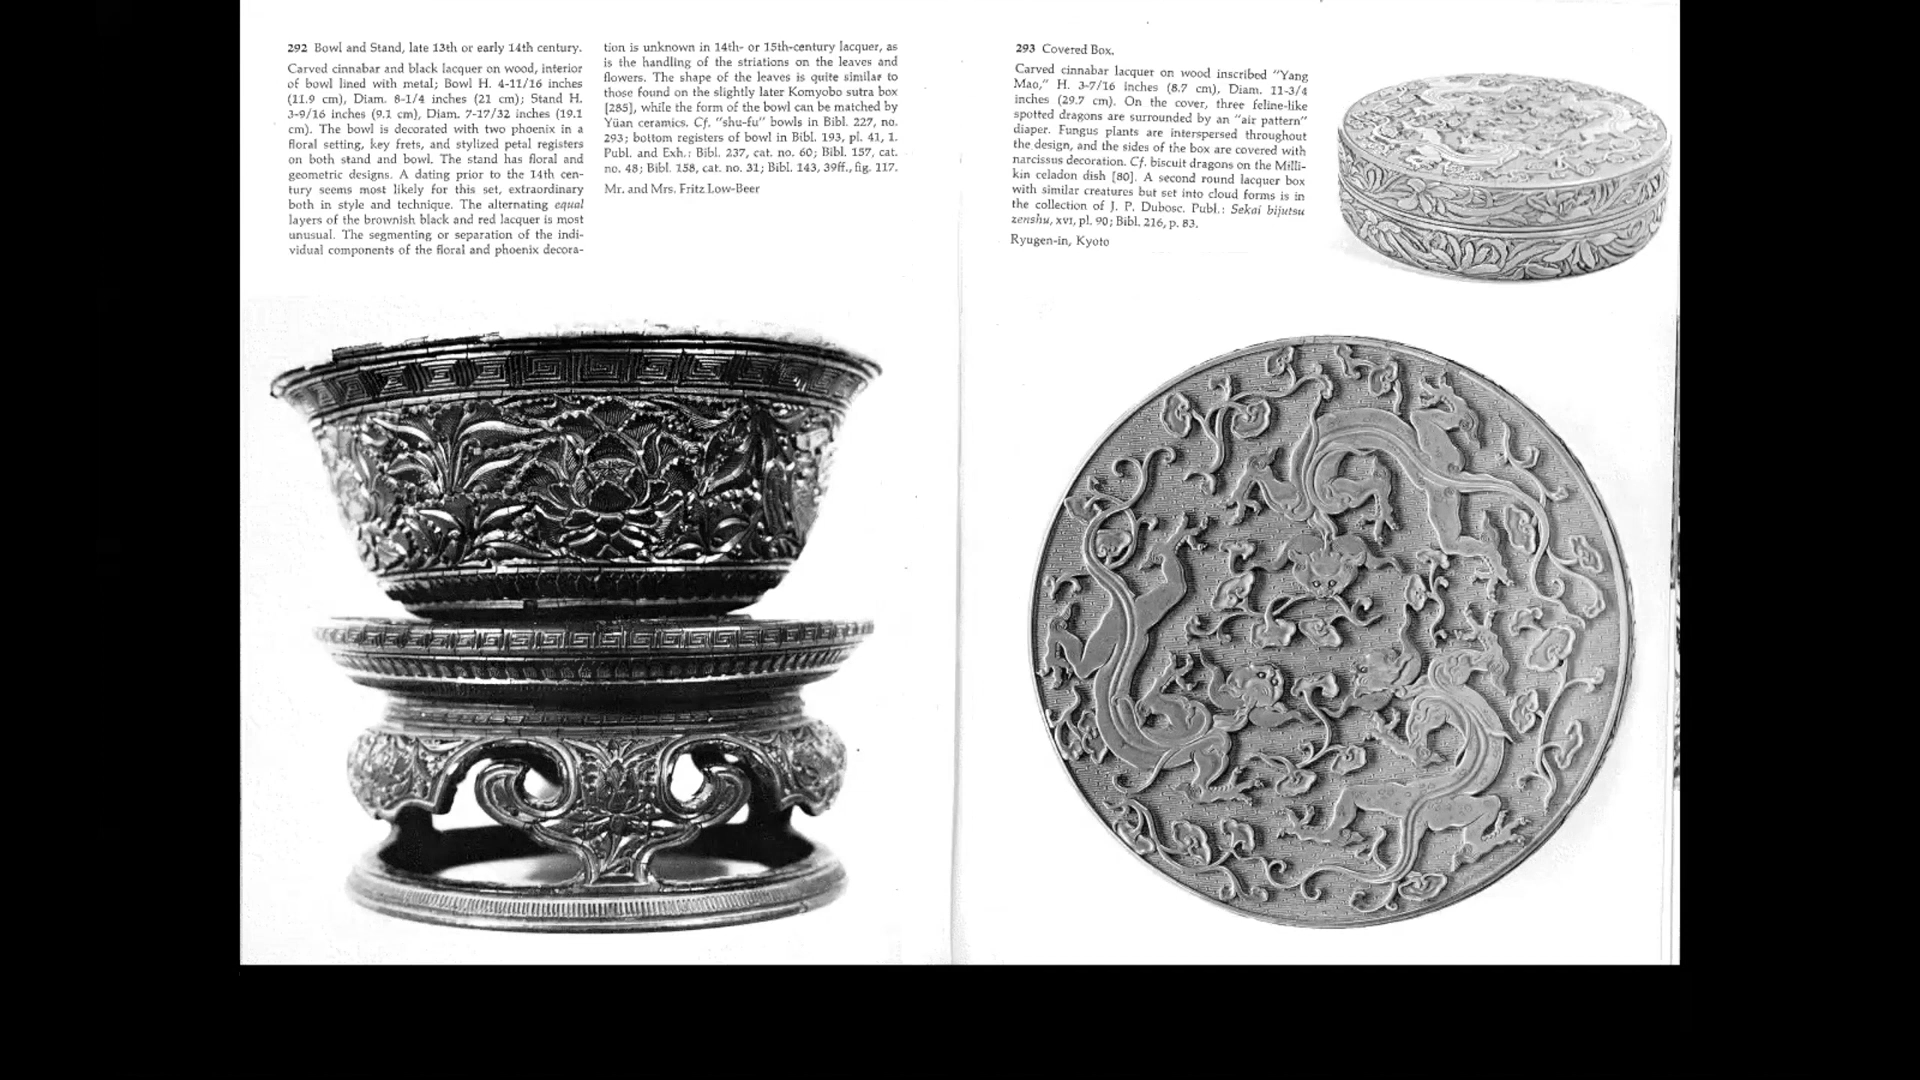 292 Bowl and Stand, late 13th or early 14th century.
Carved cinnabar and black lacquer on wood, interior
of bowl lined with metal; Bowl H. 4-11/16 inches
(11.9 cm), Diam. 8-1/4 inches (21 cm); Stand H.
3-9/16 inches (9.1 cm), Diam. 7-17/32 inches (19.1
cm). The bowl is decorated with two phoenix in a
floral setting, key frets, and stylized petal registers
on both stand and bowl. The stand has floral and
geometric designs. A dating prior to the 14th cen-
tury seems most likely for this set, extraordinary
both in style and technique. The alternating equal
layers of the brownish black and red lacquer is most
unusual. The segmenting or separation of the indi-
vidual components of the floral and phoenix decora-
tion is unknown in 14th- or 15th-century lacquer, as
is the handling of the striations on the leaves and
flowers. The shape of the leaves is quite similar to
those found on the slightly later Komyobo sutra box
[285], while the form of the bowl can be matched by
Yüan ceramics. Cf. "shu-fu" bowls in Bibl. 227, no.
293; bottom registers of bowl in Bibl. 193, pl. 41, 1.
Publ. and Exh.: Bibl. 237, cat. no. 60; Bibl. 157, cat.
no. 48; Bibl. 158, cat. no. 31; Bibl. 143, 39ff., fig. 117.
Mr. and Mrs. Fritz Low-Beer
293 Covered Box.
Carved cinnabar lacquer on wood inscribed "Yang
Mao," H. 3-7/16 inches (8.7 cm), Diam. 11-3/4
inches (29.7 cm). On the cover, three feline-like
spotted dragons are surrounded by an "air pattern"
diaper. Fungus plants are interspersed throughout
the design, and the sides of the box are covered with
narcissus decoration. Cf. biscuit dragons on the Milli-
kin celadon dish [80]. A second round lacquer box
with similar creatures but set into cloud forms is in
the collection of J. P. Dubosc. Publ.: Sekai bijutsu
zenshu, xvi, pl. 90; Bibl. 216, p. 83.
Ryugen-in, Kyoto